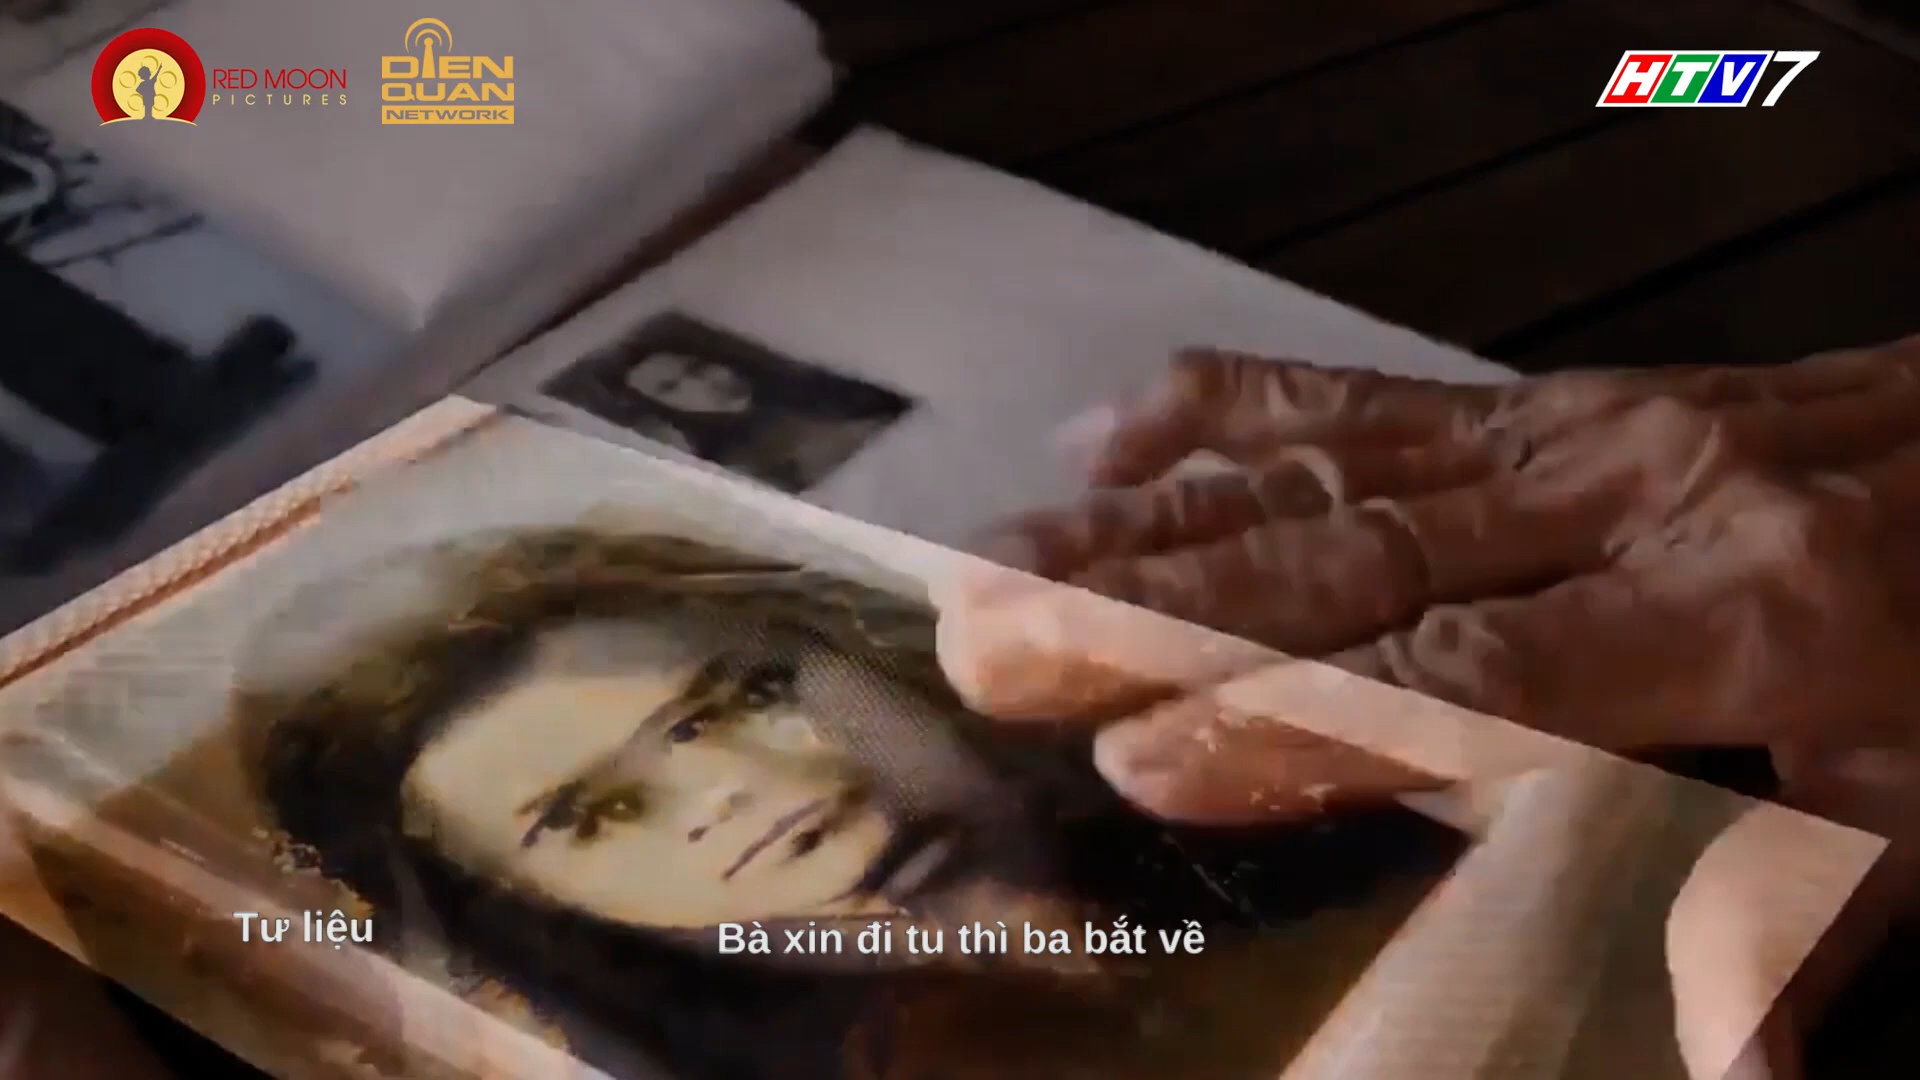 RED MOON
PICTURES
DIEN
QUAN
NETWORK
HTV7
Tư liệu
Bà xin đi tu thì ba bắt về